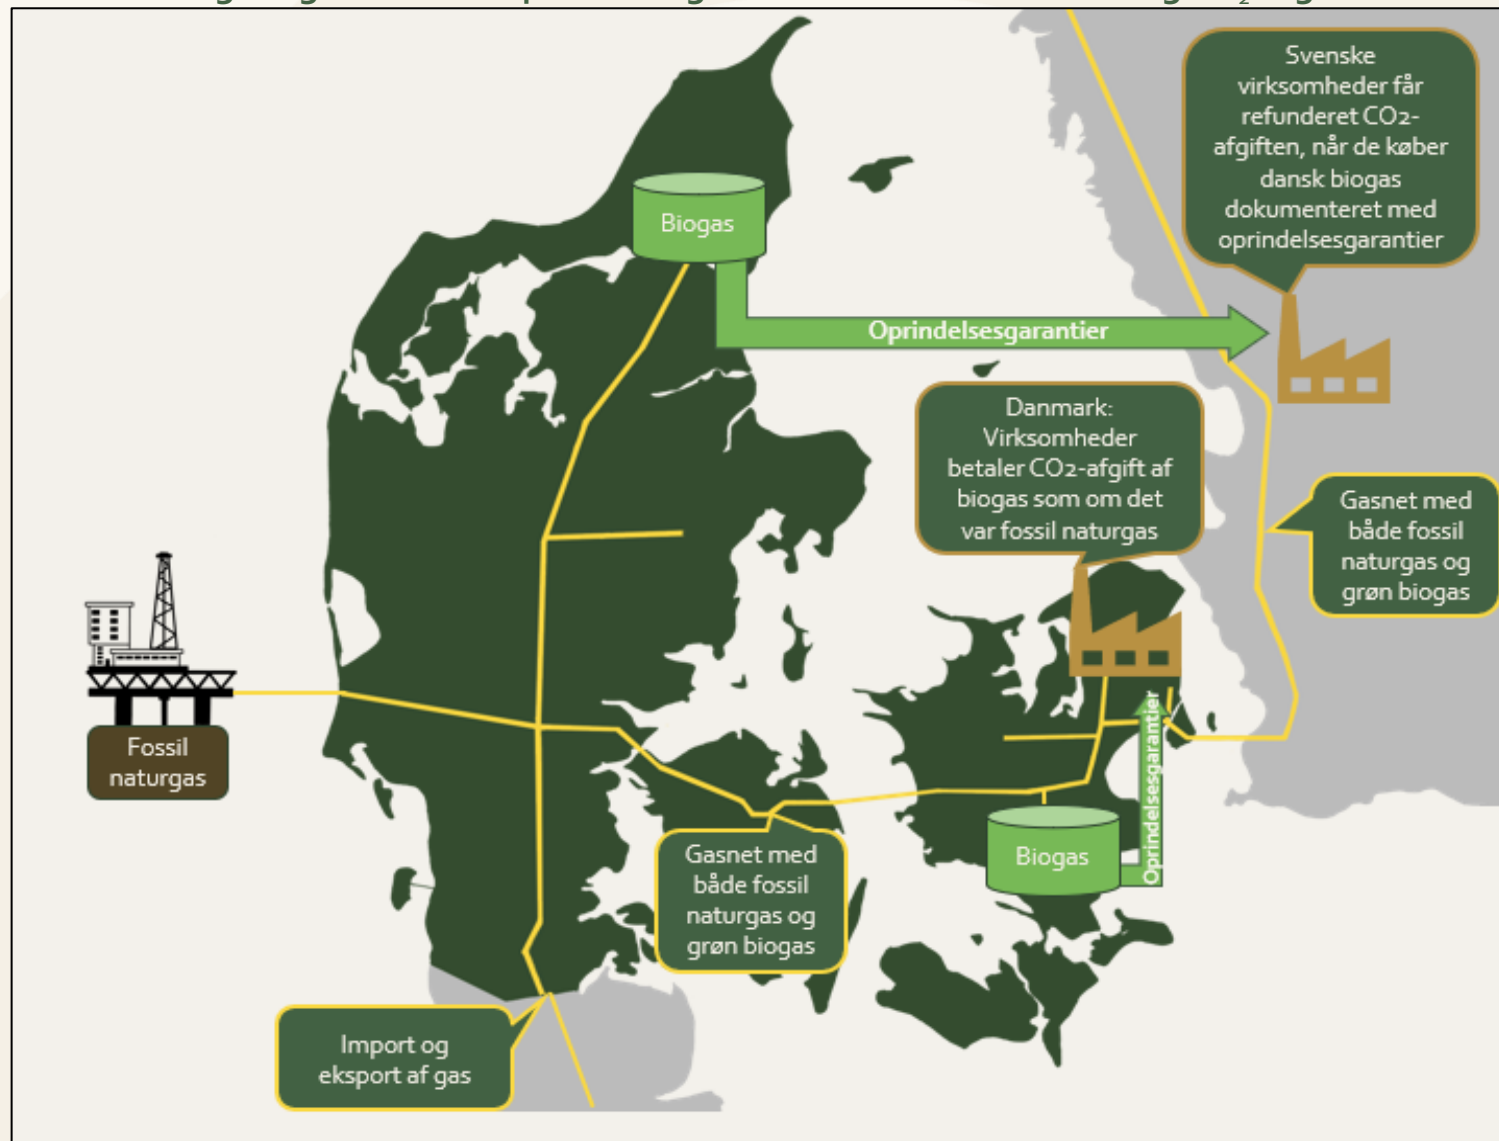 Svenske
virksomheder får
refunderet CO2-
afgiften, når de køber
dansk biogas
dokumenteret med
oprindelsesgarantier
Biogas
Oprindelsesgarantier
Danmark:
Virksomheder
betaler CO2-afgift af
biogas som om det
var fossil naturgas
Gasnet med
både fossil
naturgas og
grøn biogas
Fossil
naturgas
Oprindelsesgarantier
Gasnet med
både fossil
naturgas og
grøn biogas
Biogas
Import og
eksport af gas